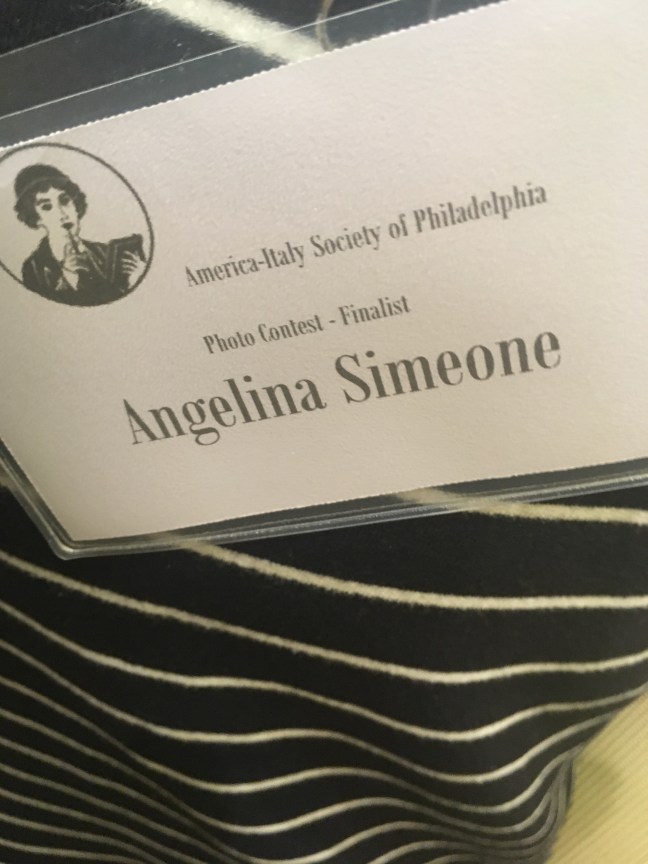 America-Italy Society of Philadelphia
Photo Contest - Finalist
Angelina Simeone